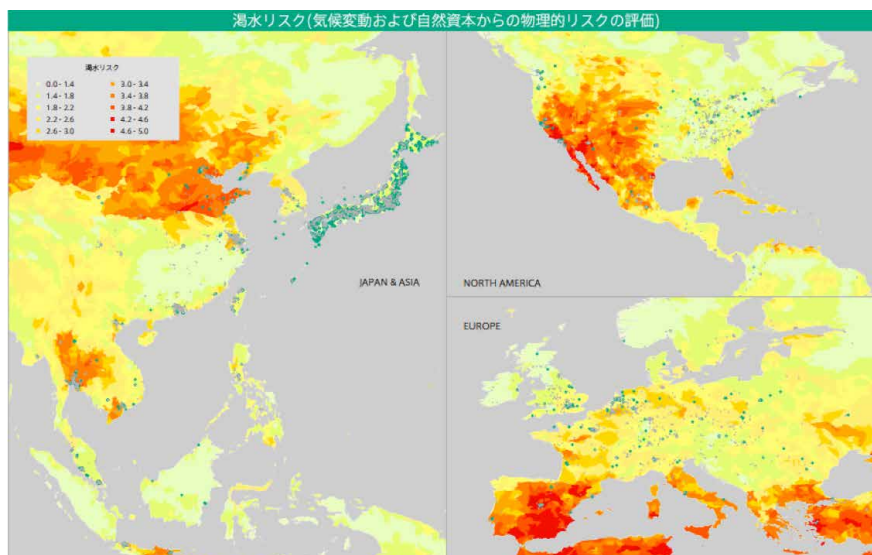 渇水リスク(気候変動および自然資本からの物理的リスクの評価)
渇水リスク
0.0 - 1.4
1.4 - 1.8
1.8 - 2.2
2.2 - 2.6
2.6 - 3.0
3.0 - 3.4
3.4 - 3.8
3.8 - 4.2
4.2 - 4.6
4.6 - 5.0
JAPAN & ASIA
NORTH AMERICA
EUROPE